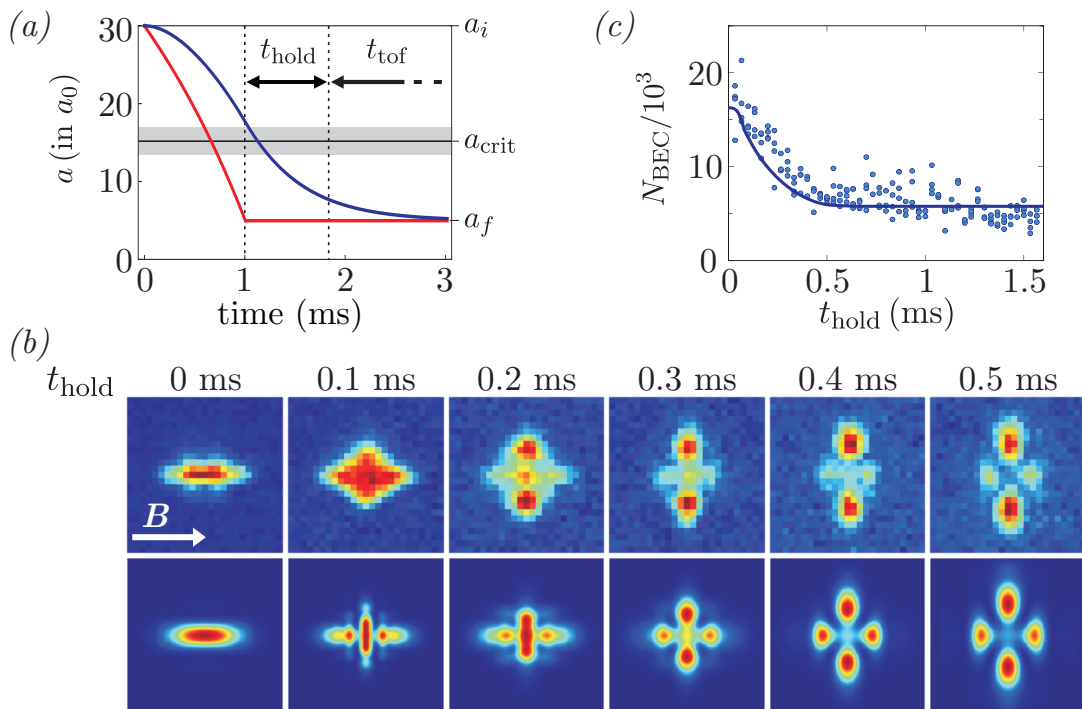 (a)
a (in a₀)
30
20
10
0
0
1
2
3
time (ms)
t_hold
t_tof
a_i
a_crit
a_f
(c)
N_BEC/10³
20
10
0
0
0.5
1
1.5
t_hold (ms)
(b)
t_hold 0 ms 0.1 ms 0.2 ms 0.3 ms 0.4 ms 0.5 ms
B